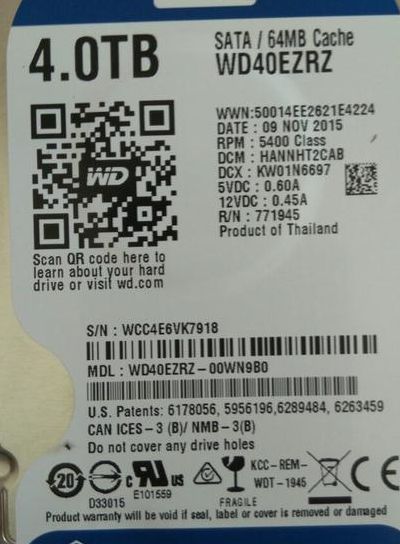 4.0TB
SATA / 64MB Cache
WD40EZRZ
WWN:50014EE2621E4224
DATE : 09 NOV 2015
RPM : 5400 Class
DCM : HANNHT2CAB
DCX : KW01N6697
5VDC : 0.60A
12VDC : 0.45A
R/N : 771945
Product of Thailand
WD
Scan QR code here to
learn about your hard
drive or visit wd.com
S/N : WCC4E6VK7918
MDL : WD40EZRZ-00WN9B0
U.S. Patents: 6178056, 5956196,6289484, 6263459
CAN ICES-3 (B)/ NMB-3(B)
Do not cover any drive holes
20
D33015
c RU us
E101559
FRAGILE
KCC-REM-
WDT-1945
CE
Product warranty will be void if seal, label or cover is removed or damaged